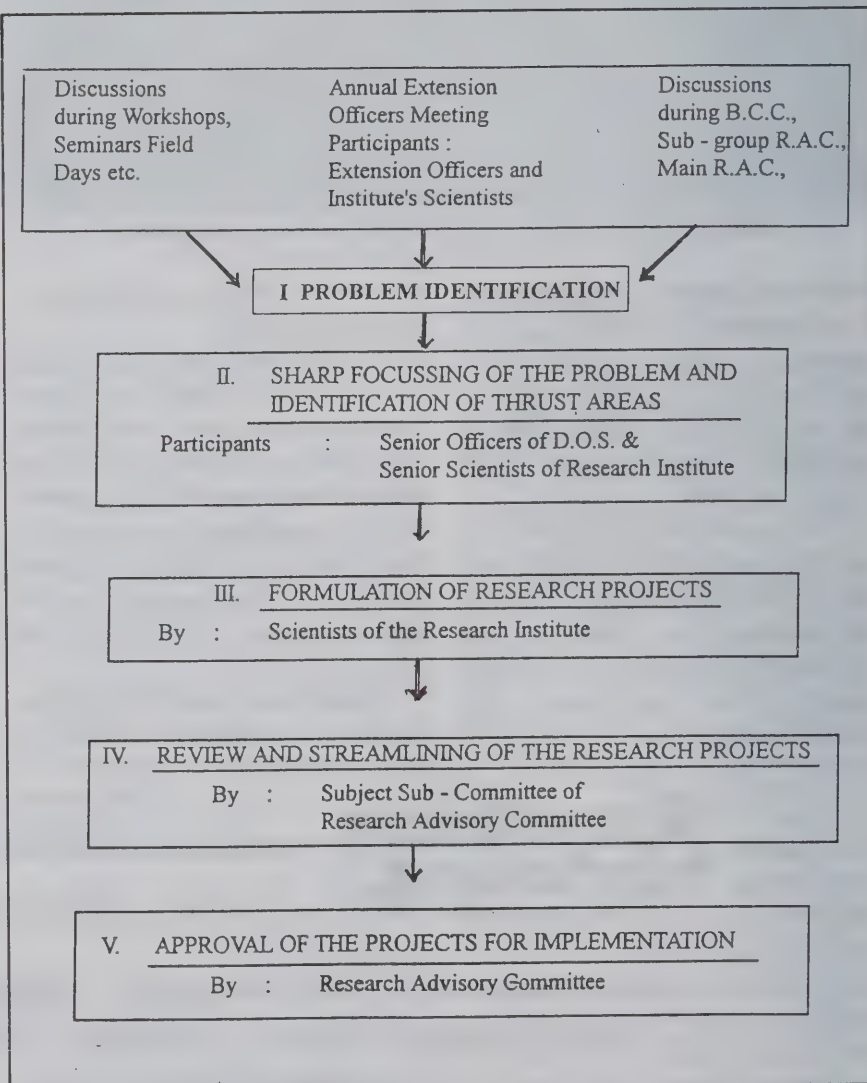 Discussions
during Workshops,
Seminars Field
Days etc.
Annual Extension
Officers Meeting
Participants :
Extension Officers and
Institute's Scientists
Discussions
during B.C.C.,
Sub - group R.A.C.,
Main R.A.C.,
I PROBLEM IDENTIFICATION
II. SHARP FOCUSSING OF THE PROBLEM AND
IDENTIFICATION OF THRUST AREAS
Participants : Senior Officers of D.O.S. &
Senior Scientists of Research Institute
III. FORMULATION OF RESEARCH PROJECTS
By : Scientists of the Research Institute
IV. REVIEW AND STREAMLINING OF THE RESEARCH PROJECTS
By : Subject Sub - Committee of
Research Advisory Committee
V. APPROVAL OF THE PROJECTS FOR IMPLEMENTATION
By : Research Advisory Committee